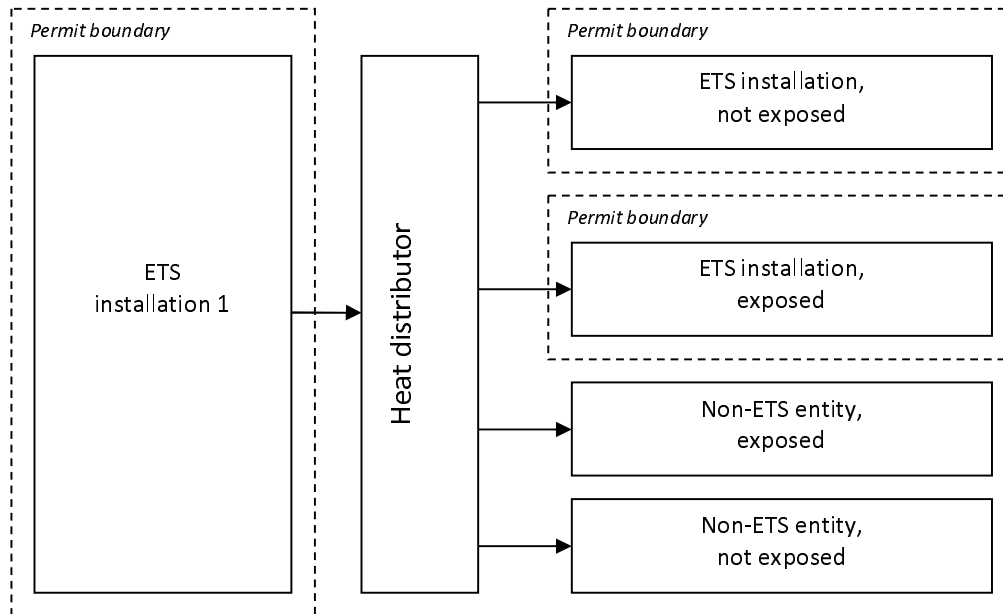 Permit boundary
ETS
installation 1
Heat distributor
Permit boundary
ETS installation,
not exposed
Permit boundary
ETS installation,
exposed
Non-ETS entity,
exposed
Non-ETS entity,
not exposed